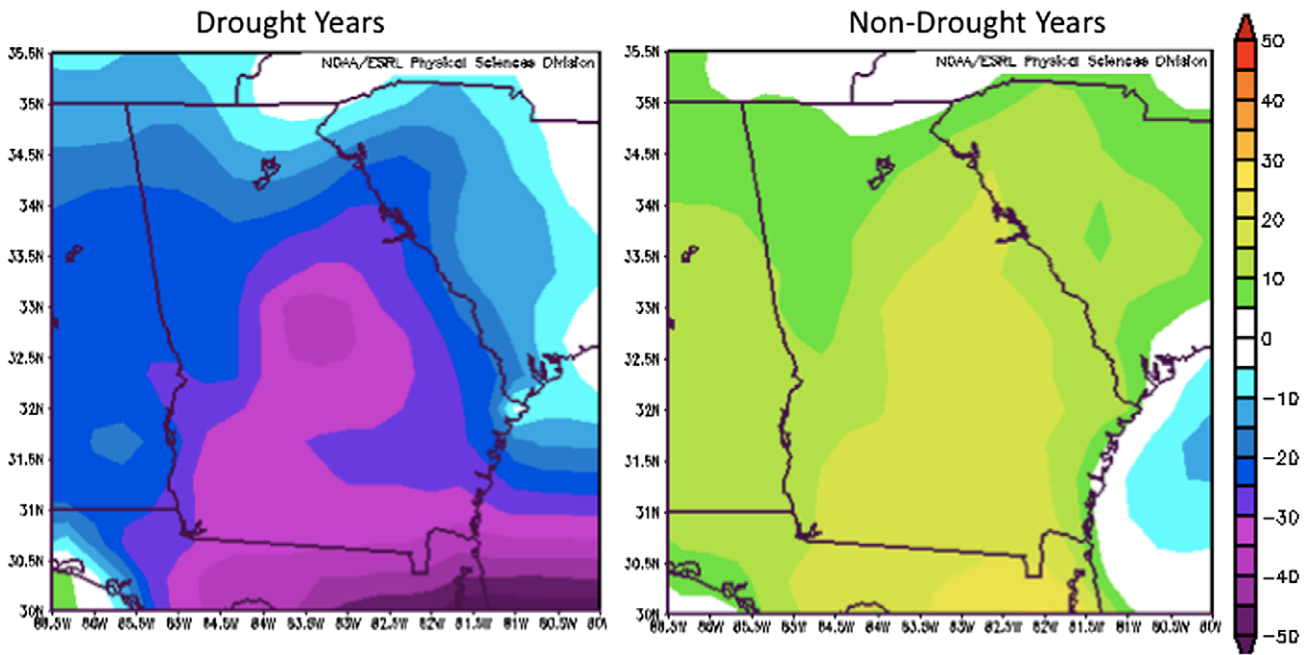 Drought Years
NOAA/ESRL Physical Sciences Division
35.5N
35N
34.5N
34N
33.5N
33N
32.5N
32N
31.5N
31N
30.5N
30N
86.5W 86W 85.5W 85W 84.5W 84W 83.5W 83W 82.5W 82W 81.5W 81W 80.5W 80W
Non-Drought Years
NOAA/ESRL Physical Sciences Division
35.5N
35N
34.5N
34N
33.5N
33N
32.5N
32N
31.5N
31N
30.5N
30N
86.5W 86W 85.5W 85W 84.5W 84W 83.5W 83W 82.5W 82W 81.5W 81W 80.5W 80W
50
40
30
20
10
0
-10
-20
-30
-40
-50